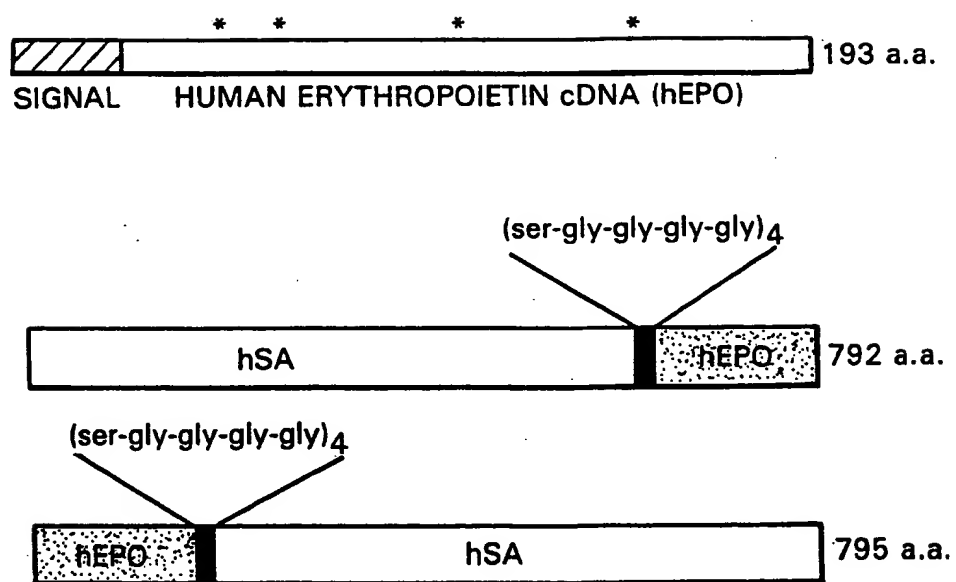 * * * *
193 a.a.
SIGNAL HUMAN ERYTHROPOIETIN cDNA (hEPO)
(ser-gly-gly-gly-gly)4
hSA hEPO 792 a.a.
(ser-gly-gly-gly-gly)4
hEPO hSA 795 a.a.